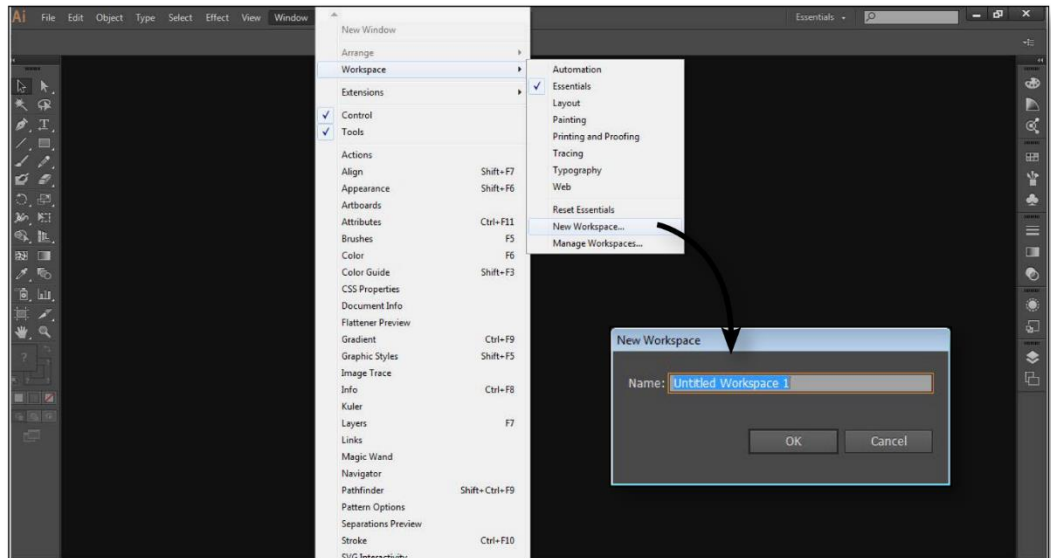 Ai File Edit Object Type Select Effect View Window Essentials
New Window
Arrange
Workspace
Extensions
Control
Tools
Actions
Align Shift+F7
Appearance Shift+F6
Artboards
Attributes Ctrl+F11
Brushes F5
Color F6
Color Guide Shift+F3
CSS Properties
Document Info
Flattener Preview
Gradient Ctrl+F9
Graphic Styles Shift+F5
Image Trace
Info Ctrl+F8
Kuler
Layers F7
Links
Magic Wand
Navigator
Pathfinder Shift+Ctrl+F9
Pattern Options
Separations Preview
Stroke Ctrl+F10
SVG Interactivity
Automation
Essentials
Layout
Painting
Printing and Proofing
Tracing
Typography
Web
Reset Essentials
New Workspace...
Manage Workspaces...
New Workspace
Name: Untitled Workspace 1
OK Cancel